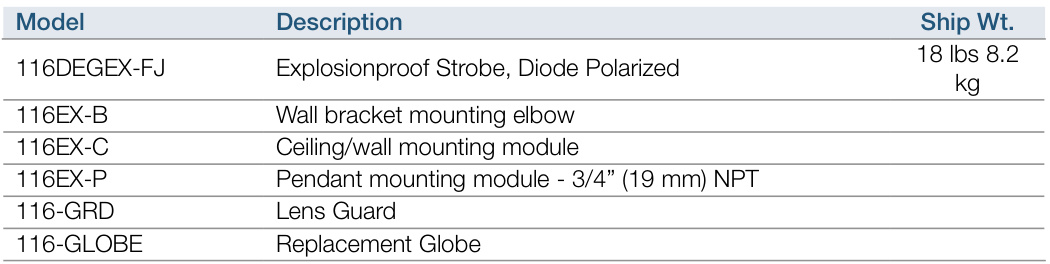 Model Description Ship Wt.
116DEGEX-FJ Explosionproof Strobe, Diode Polarized 18 lbs 8.2
kg
116EX-B Wall bracket mounting elbow
116EX-C Ceiling/wall mounting module
116EX-P Pendant mounting module - 3/4” (19 mm) NPT
116-GRD Lens Guard
116-GLOBE Replacement Globe